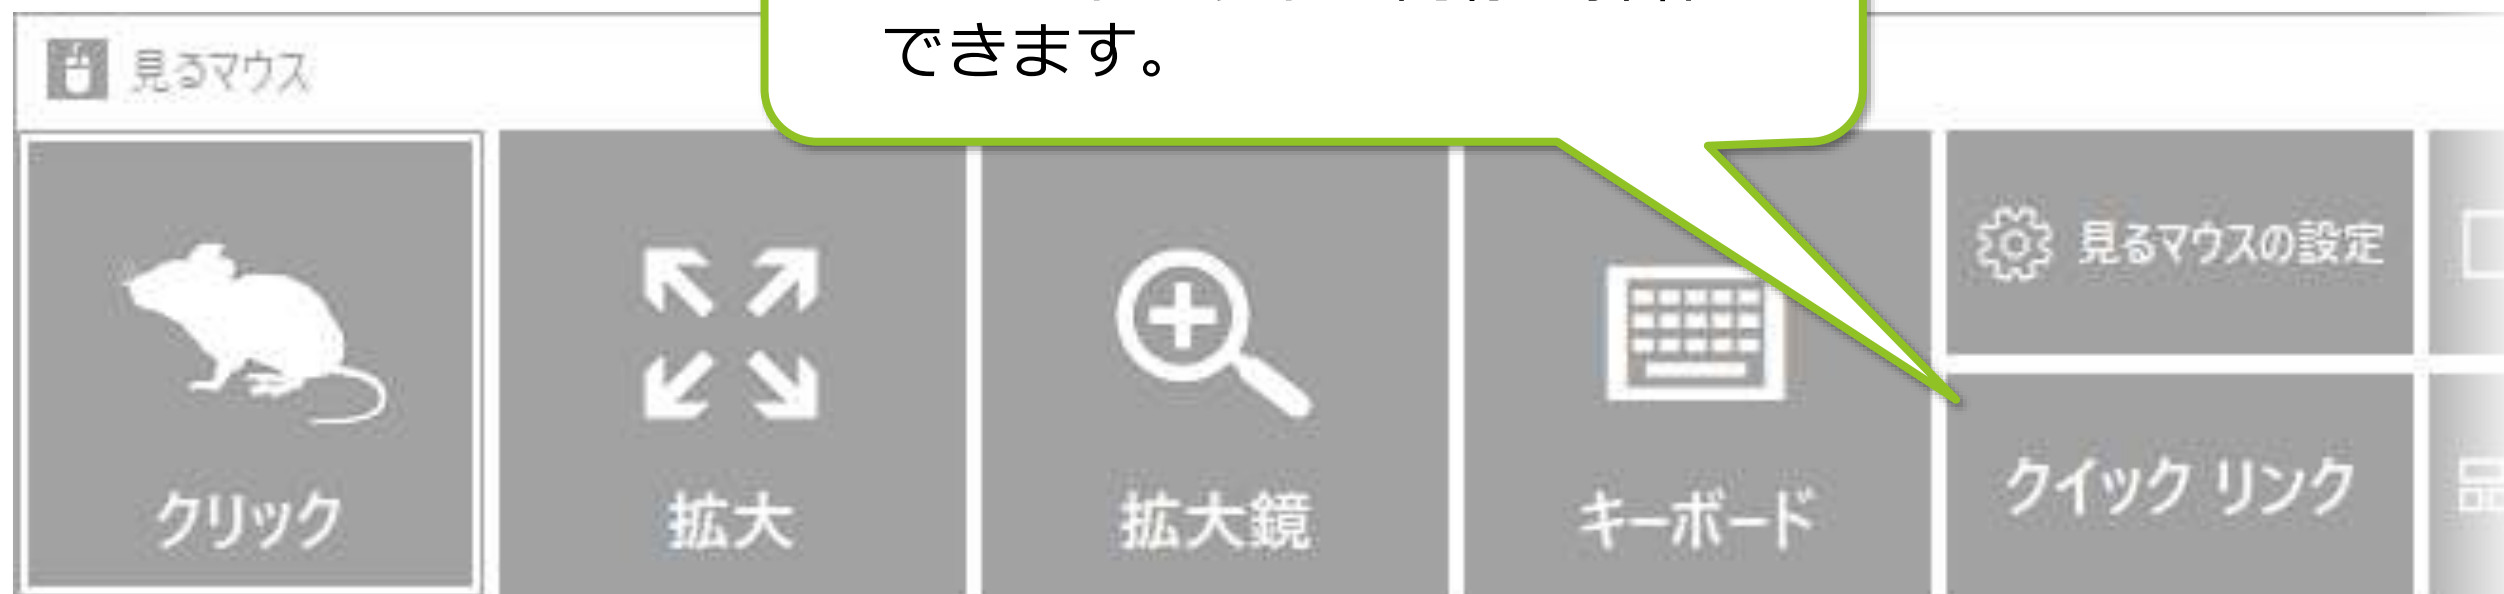 できます。
見るマウス
クリック
拡大
拡大鏡
キーボード
見るマウスの設定
クイック リンク